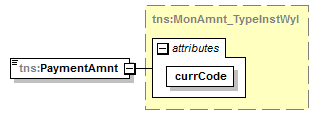 tns:MonAmnt_TypeInstWyl
attributes
tns:PaymentAmnt
currCode